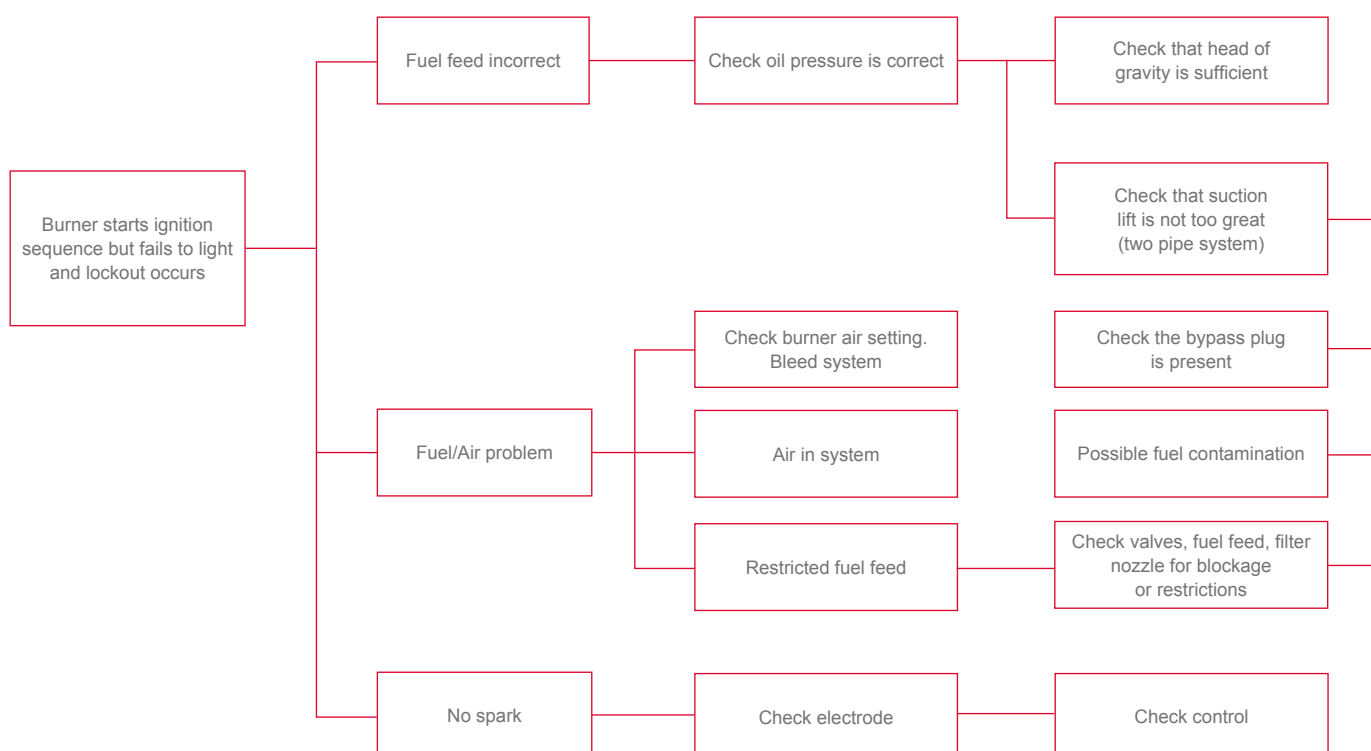 Fuel feed incorrect
Check oil pressure is correct
Check that head of
gravity is sufficient
Burner starts ignition
sequence but fails to light
and lockout occurs
Check that suction
lift is not too great
(two pipe system)
Check burner air setting.
Bleed system
Check the bypass plug
is present
Fuel/Air problem
Air in system
Possible fuel contamination
Restricted fuel feed
Check valves, fuel feed, filter
nozzle for blockage
or restrictions
No spark
Check electrode
Check control